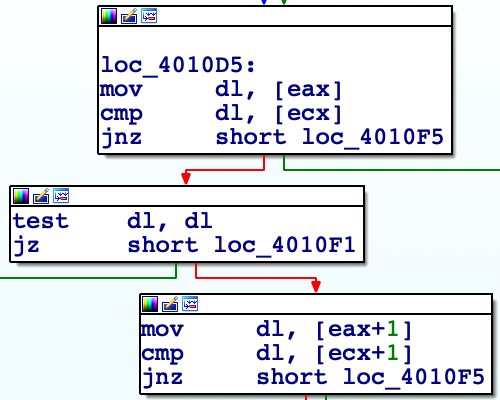 loc_4010D5:
mov dl, [eax]
cmp dl, [ecx]
jnz short loc_4010F5
test dl, dl
jz short loc_4010F1
mov dl, [eax+1]
cmp dl, [ecx+1]
jnz short loc_4010F5